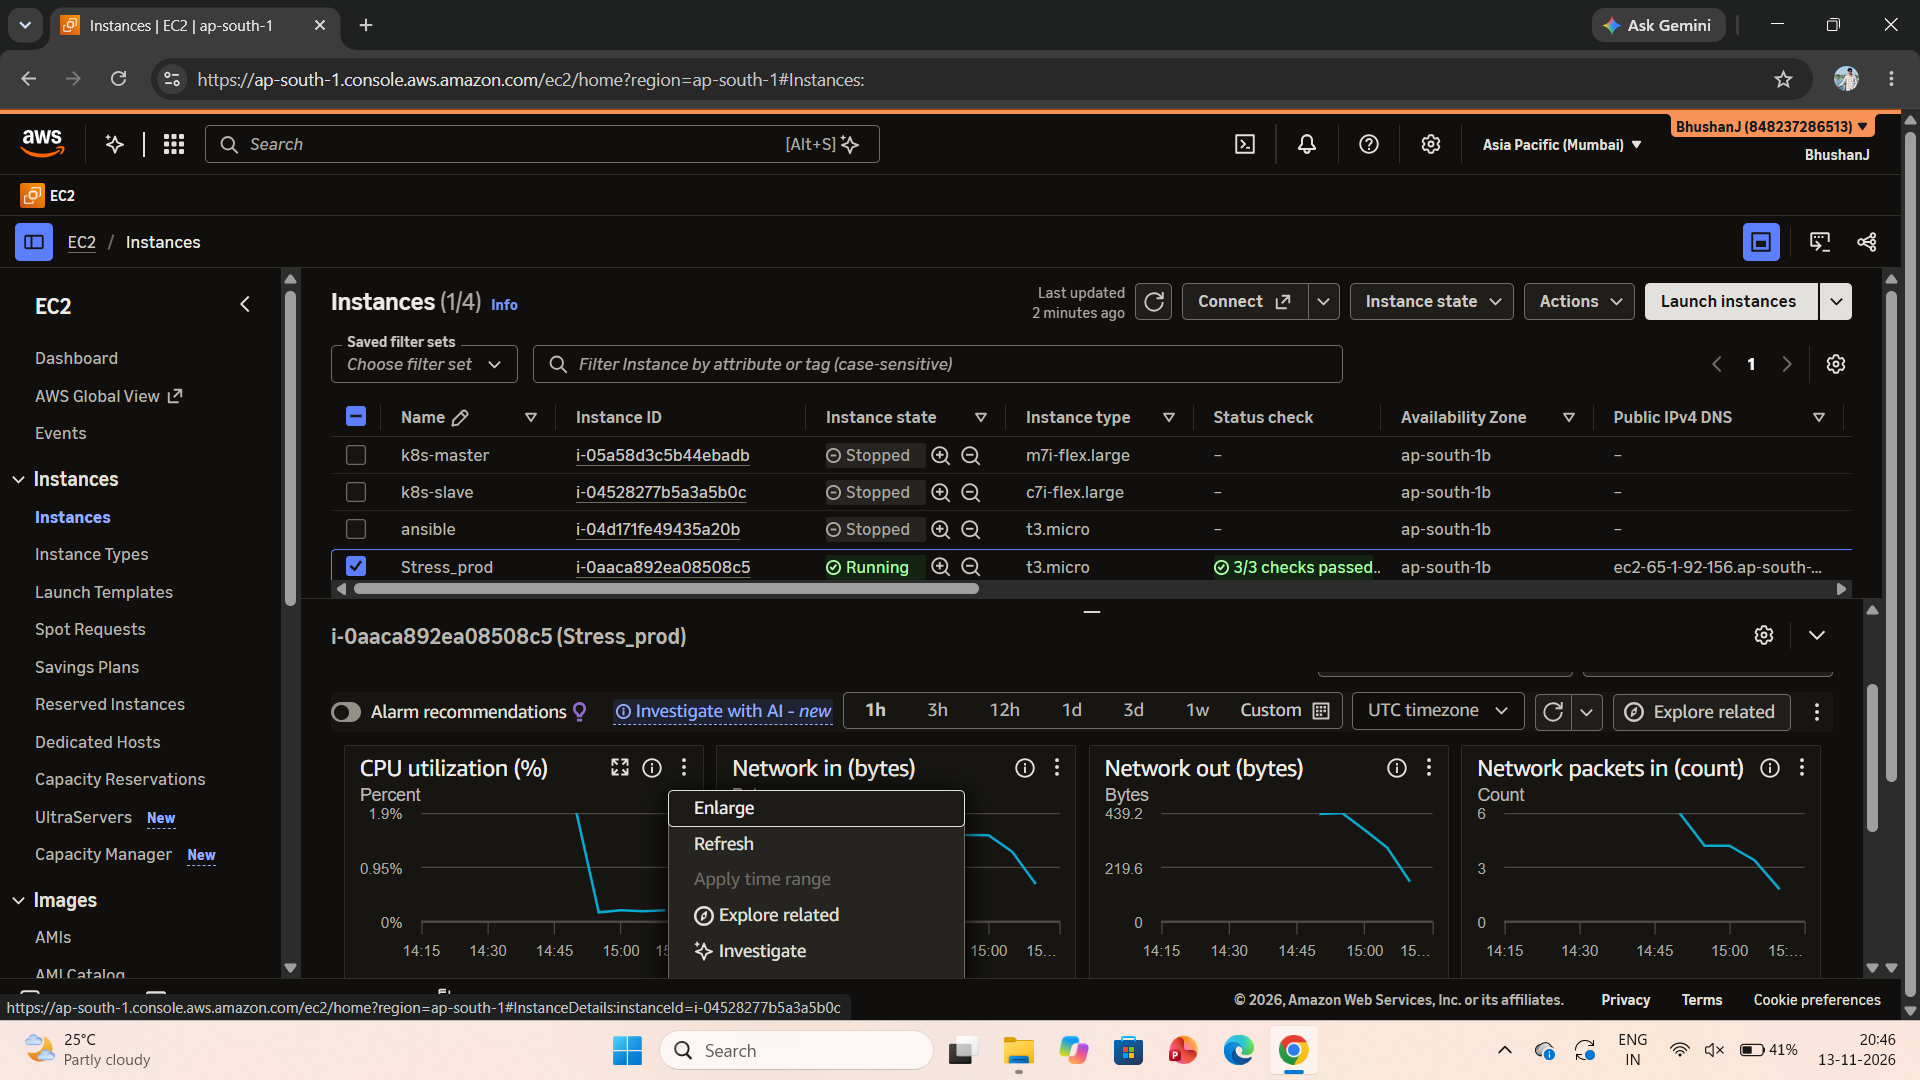 Instances | EC2 | ap-south-1
Ask Gemini
https://ap-south-1.console.aws.amazon.com/ec2/home?region=ap-south-1#Instances:
aws
Search [Alt+S]
Asia Pacific (Mumbai)
BhushanJ (848237286513)
BhushanJ
EC2
EC2 / Instances
EC2
Dashboard
AWS Global View
Events
Instances
Instances
Instance Types
Launch Templates
Spot Requests
Savings Plans
Reserved Instances
Dedicated Hosts
Capacity Reservations
UltraServers New
Capacity Manager New
Images
AMIs
AMI Catalog
Instances (1/4) Info
Last updated
2 minutes ago
Connect
Instance state
Actions
Launch instances
Saved filter sets
Choose filter set
Filter Instance by attribute or tag (case-sensitive)
1
Name Instance ID Instance state Instance type Status check Availability Zone Public IPv4 DNS
k8s-master i-05a58d3c5b44ebadb Stopped m7i-flex.large – ap-south-1b –
k8s-slave i-04528277b5a3a5b0c Stopped c7i-flex.large – ap-south-1b –
ansible i-04d171fe49435a20b Stopped t3.micro – ap-south-1b –
Stress_prod i-0aaca892ea08508c5 Running t3.micro 3/3 checks passed.. ap-south-1b ec2-65-1-92-156.ap-south-...
i-0aaca892ea08508c5 (Stress_prod)
Alarm recommendations
Investigate with AI - new
1h 3h 12h 1d 3d 1w Custom
UTC timezone
Explore related
CPU utilization (%)
Percent
1.9%
0.95%
0%
14:15 14:30 14:45 15:00
Enlarge
Refresh
Apply time range
Explore related
Investigate
Network in (bytes)
15:00 15...
Network out (bytes)
Bytes
439.2
219.6
0
14:15 14:30 14:45 15:00 15...
Network packets in (count)
Count
6
3
0
14:15 14:30 14:45 15:00 15:...
https://ap-south-1.console.aws.amazon.com/ec2/home?region=ap-south-1#InstanceDetails:instanceId=i-04528277b5a3a5b0c
© 2026, Amazon Web Services, Inc. or its affiliates.
Privacy
Terms
Cookie preferences
25°C
Partly cloudy
Search
ENG
IN
41%
20:46
13-11-2026